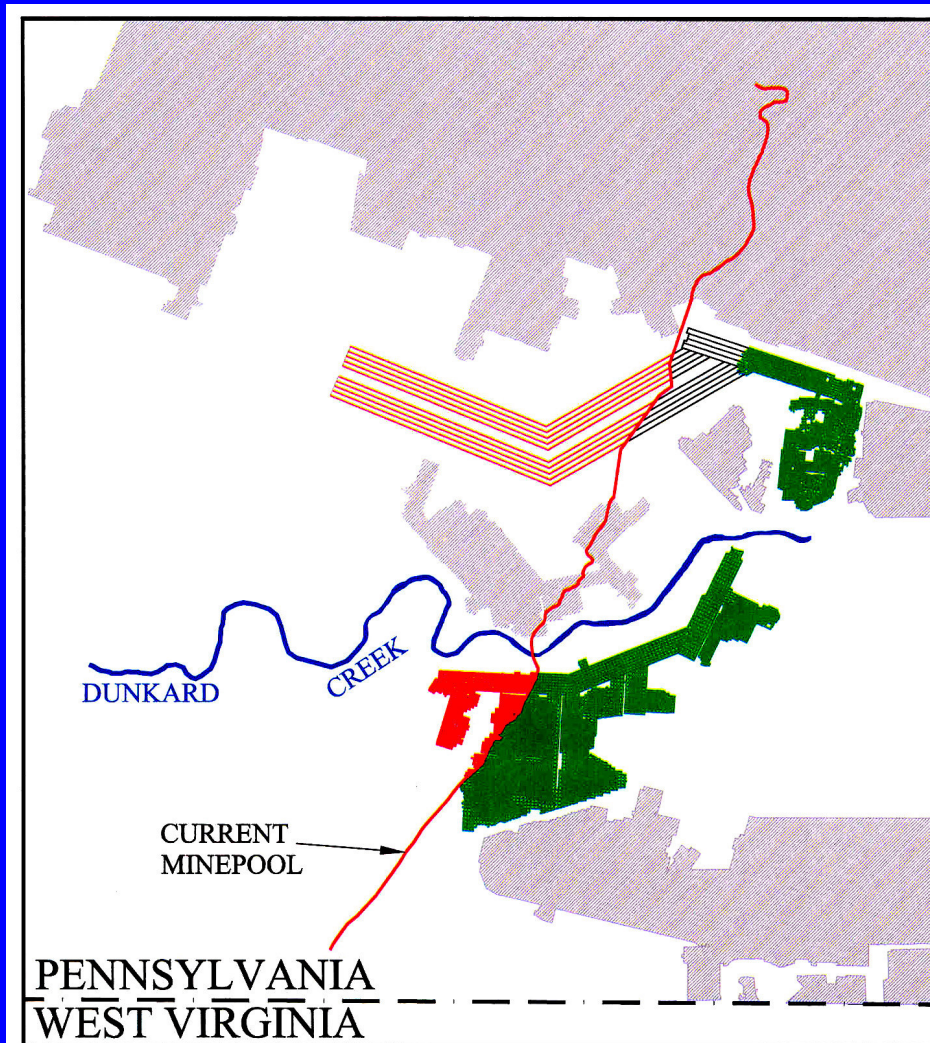 DUNKARD
CREEK
CURRENT
MINEPOOL
PENNSYLVANIA
WEST VIRGINIA